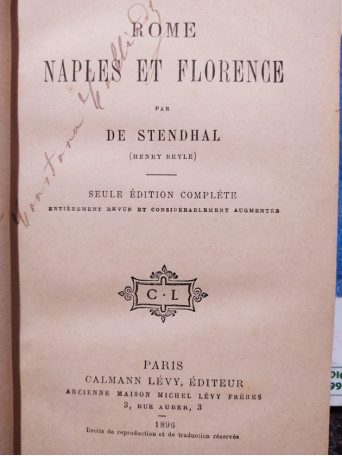 ROME
NAPLES ET FLORENCE
PAR
DE STENDHAL
(HENRY BEYLE)
SEULE ÉDITION COMPLÈTE
ENTIÈREMENT REVUE ET CONSIDÉRABLEMENT AUGMENTÉE
C·L
PARIS
CALMANN LÉVY, ÉDITEUR
ANCIENNE MAISON MICHEL LÉVY FRÈRES
3, RUE AUBER, 3
1896
Droits de reproduction et de traduction réservés.